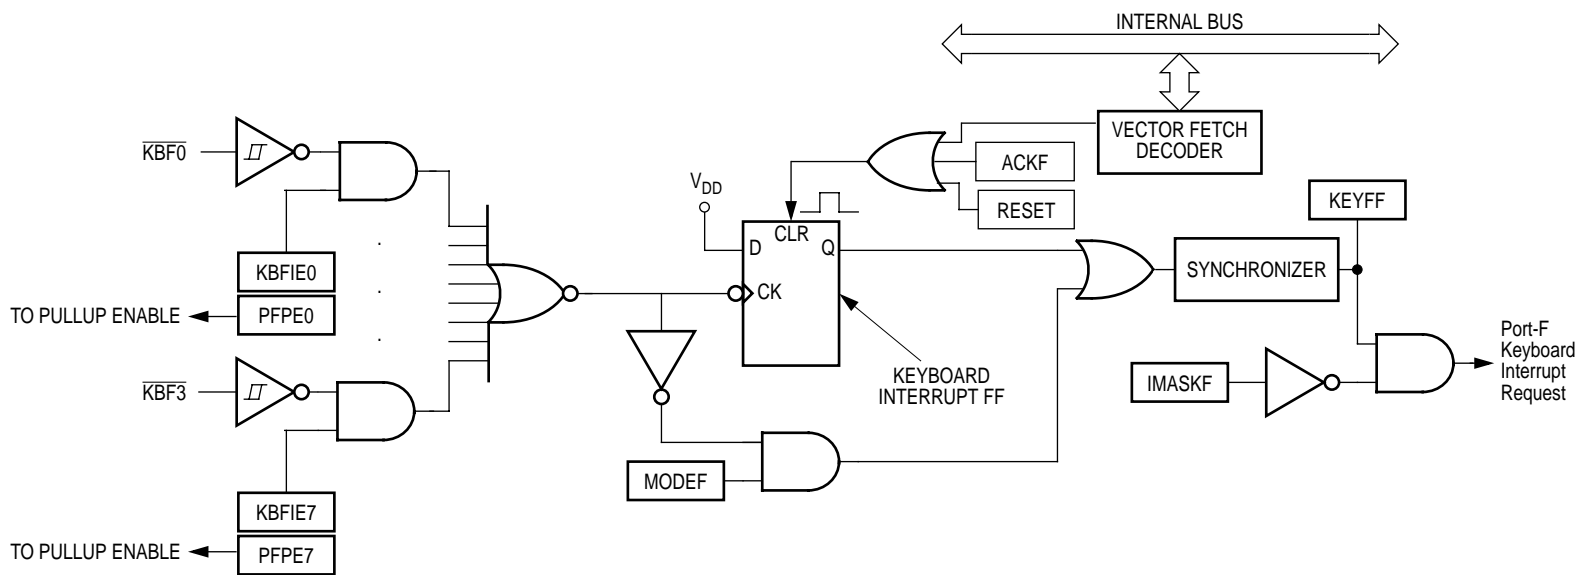 INTERNAL BUS
VECTOR FETCH
DECODER
ACKF
RESET
KBF0
VDD
KEYFF
CLR
D
Q
CK
KBFIE0
TO PULLUP ENABLE
PFPE0
SYNCHRONIZER
KBF3
KEYBOARD
INTERRUPT FF
IMASKF
Port-F
Keyboard
Interrupt
Request
MODEF
KBFIE7
TO PULLUP ENABLE
PFPE7